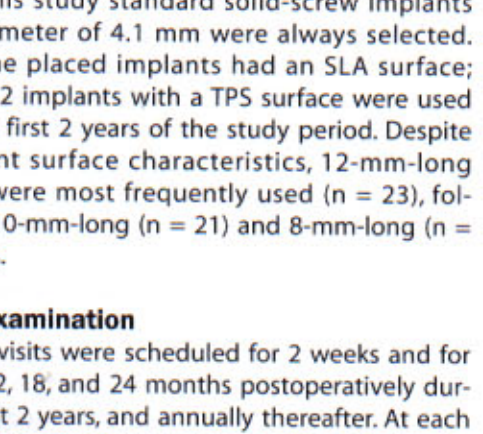 his study standard solid-screw implants
meter of 4.1 mm were always selected.
e placed implants had an SLA surface;
2 implants with a TPS surface were used
first 2 years of the study period. Despite
nt surface characteristics, 12-mm-long
were most frequently used (n = 23), fol-
0-mm-long (n = 21) and 8-mm-long (n =
.
xamination
visits were scheduled for 2 weeks and for
2, 18, and 24 months postoperatively dur-
t 2 years, and annually thereafter. At each